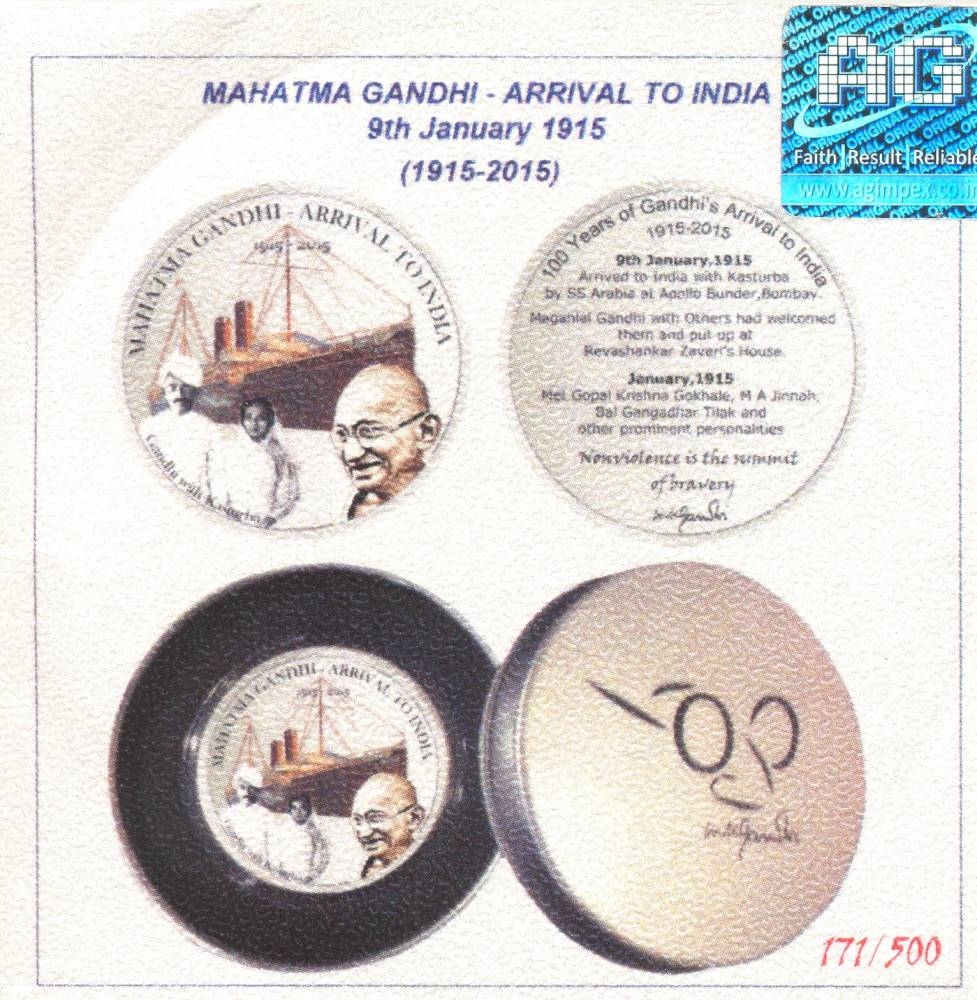 MAHATMA GANDHI - ARRIVAL TO INDIA
9th January 1915
(1915-2015)
AG
Faith | Result | Reliable
www.agimpex.co.in
MAHATMA GANDHI - ARRIVAL TO INDIA
1915 - 2015
Gandhi with Kasturba
100 Years of Gandhi's Arrival to India
1915-2015
9th January,1915
Arrived to India with Kasturba
by SS Arabia at Apollo Bunder,Bombay.
Maganlal Gandhi with Others had welcomed
them and put up at
Revashankar Zaveri's House.
January,1915
Met Gopal Krishna Gokhale, M A Jinnah,
Bal Gangadhar Tilak and
other prominent personalities
Nonviolence is the summit
of bravery
MKGandhi
MAHATMA GANDHI - ARRIVAL TO INDIA
1915 - 2015
Gandhi with Kasturba
MKGandhi
171/500